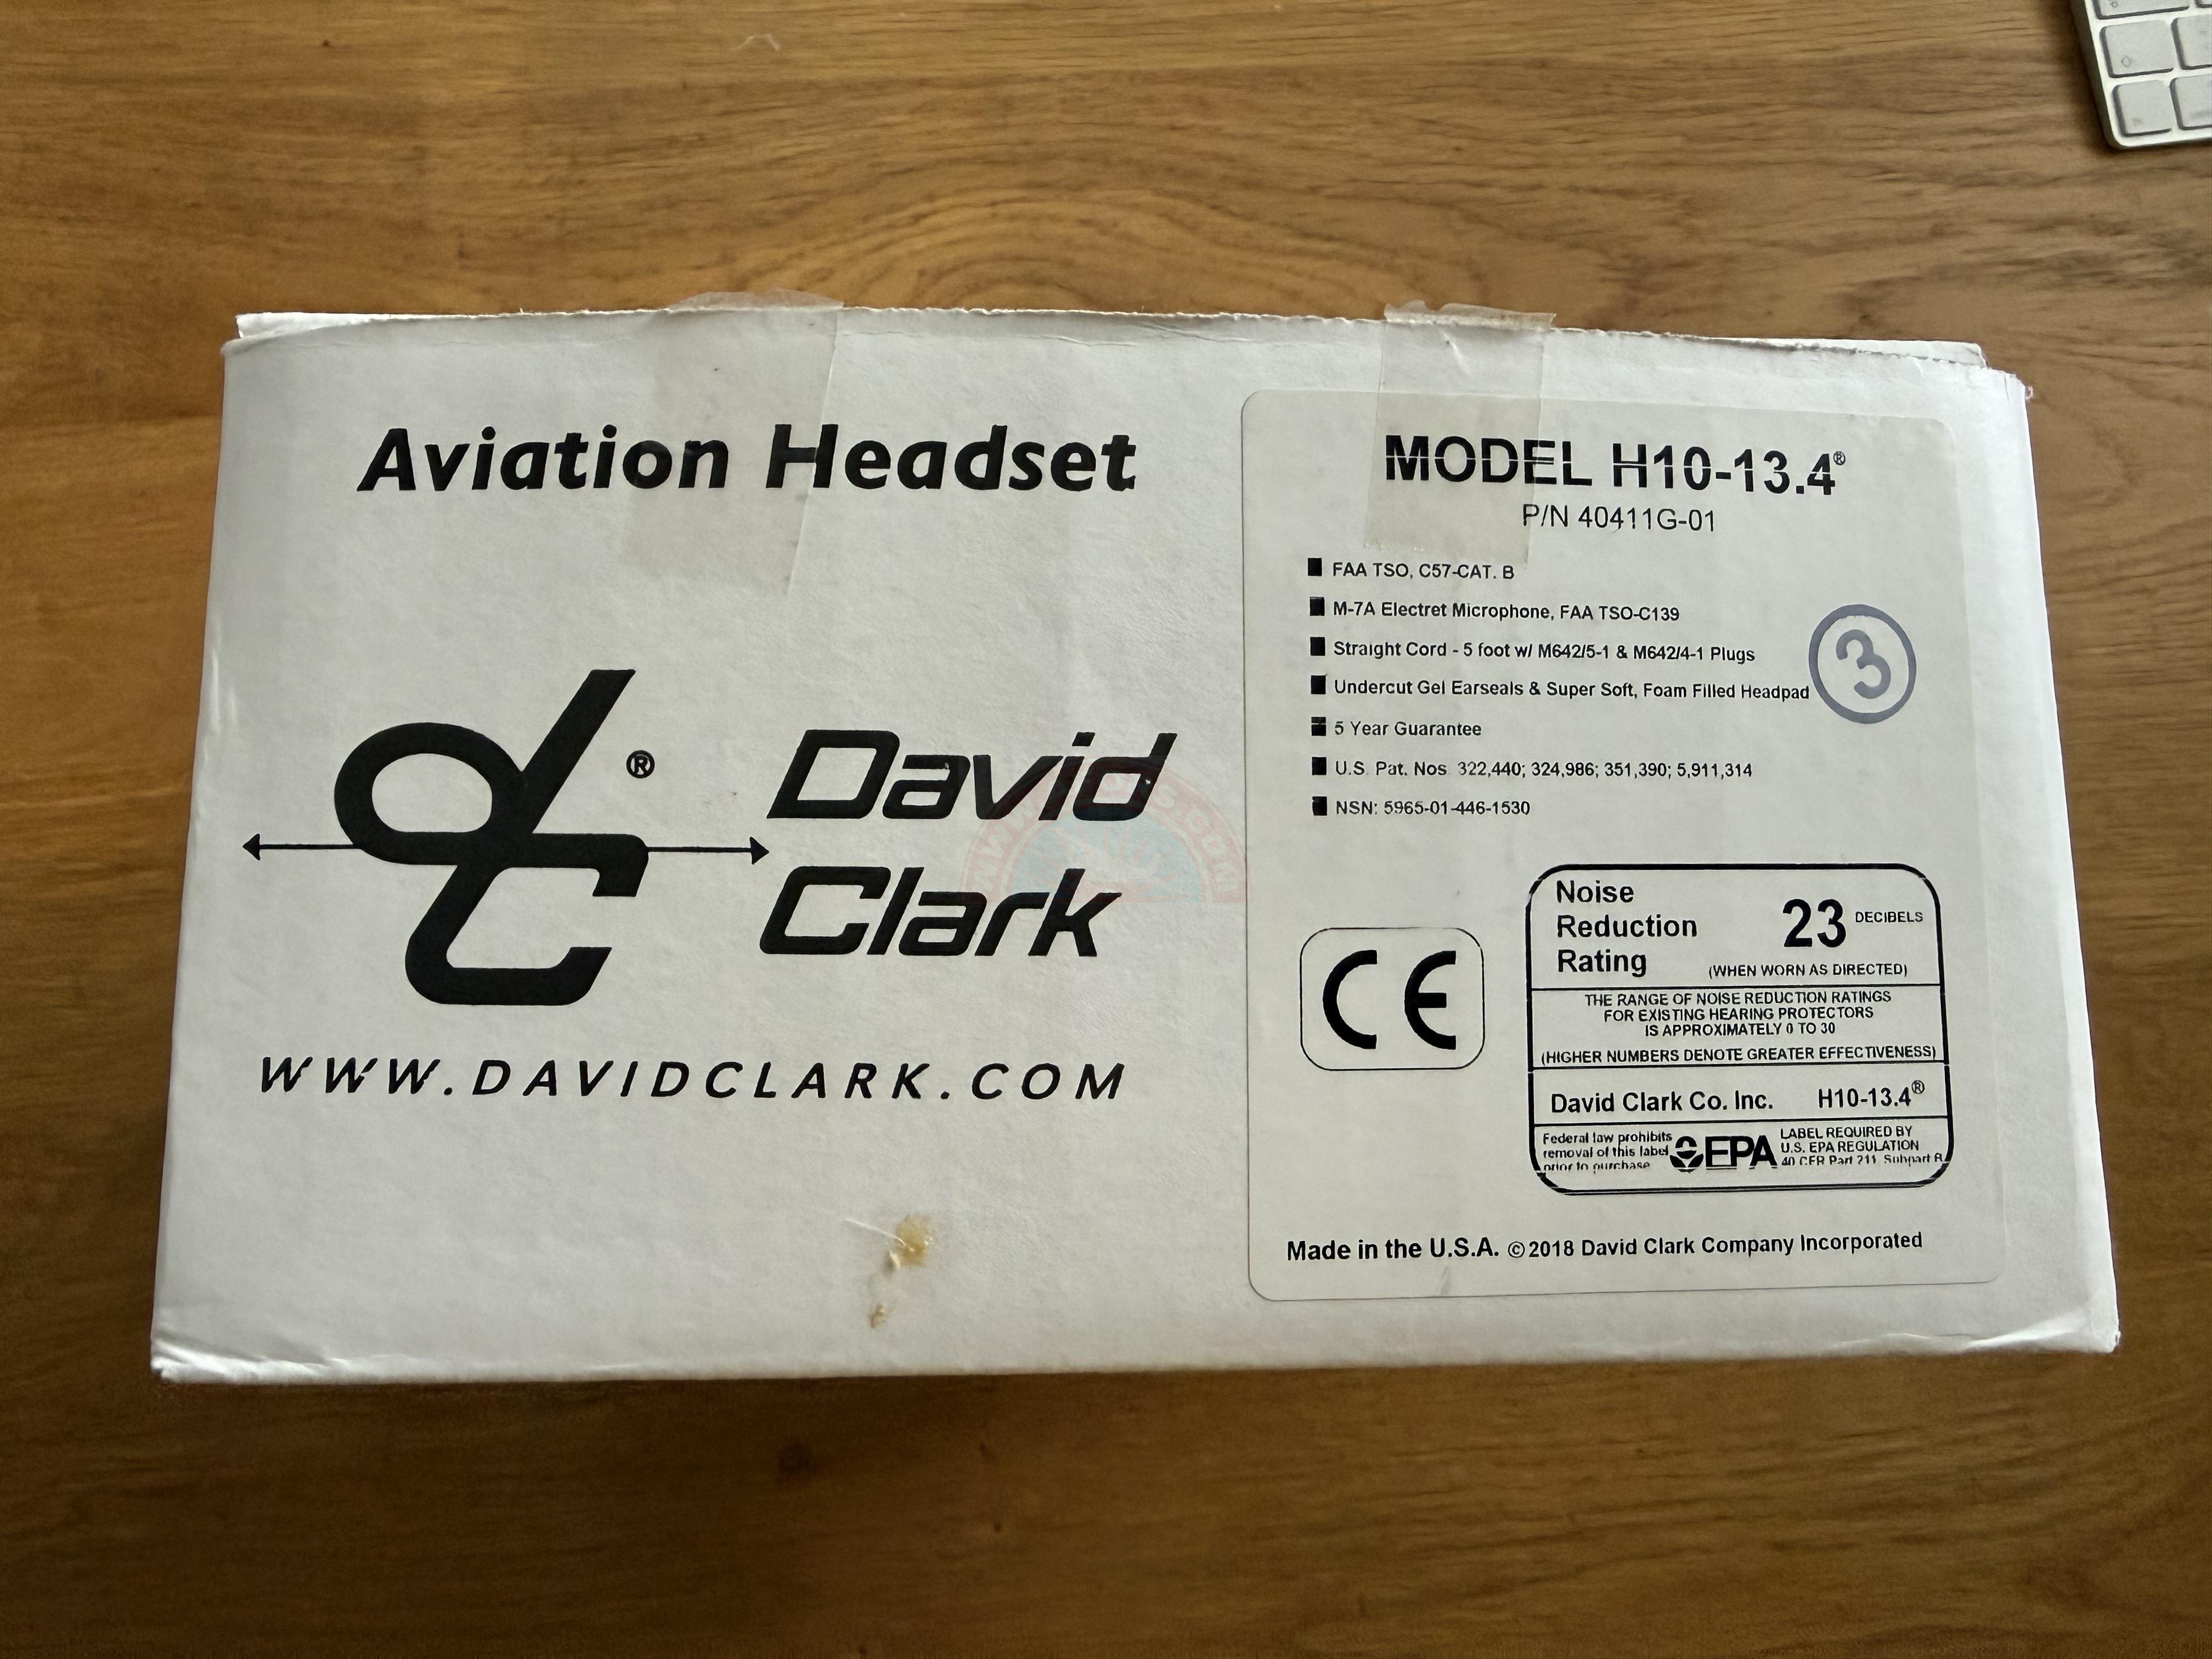 Aviation Headset
®
David
Clark
WWW.DAVIDCLARK.COM
MODEL H10-13.4®
P/N 40411G-01
FAA TSO, C57-CAT. B
M-7A Electret Microphone, FAA TSO-C139
Straight Cord - 5 foot w/ M642/5-1 & M642/4-1 Plugs
Undercut Gel Earseals & Super Soft, Foam Filled Headpad
5 Year Guarantee
U.S. Pat. Nos 322,440; 324,986; 351,390; 5,911,314
NSN: 5965-01-446-1530
3
CE
Noise
Reduction
Rating
23 DECIBELS
(WHEN WORN AS DIRECTED)
THE RANGE OF NOISE REDUCTION RATINGS
FOR EXISTING HEARING PROTECTORS
IS APPROXIMATELY 0 TO 30
(HIGHER NUMBERS DENOTE GREATER EFFECTIVENESS)
David Clark Co. Inc. H10-13.4®
Federal law prohibits
removal of this label
prior to purchase
EPA
LABEL REQUIRED BY
U.S. EPA REGULATION
40 CFR Part 211, Subpart B
Made in the U.S.A. ©2018 David Clark Company Incorporated